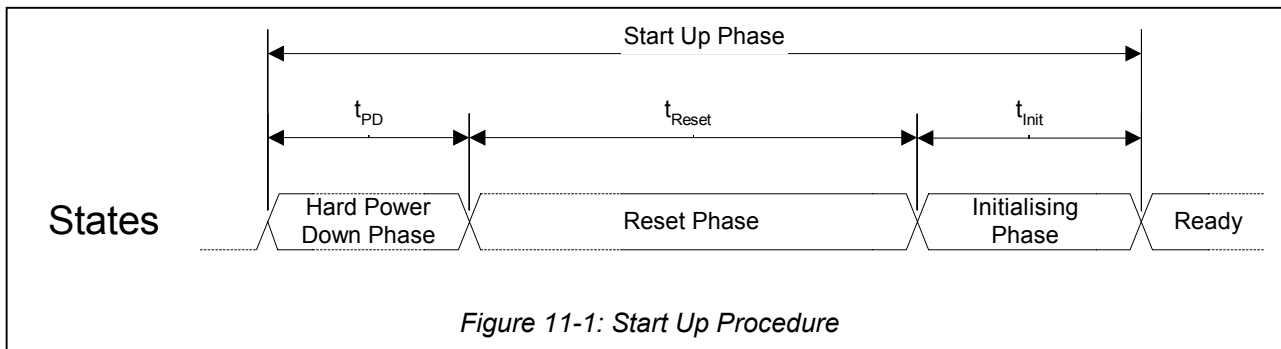 Start Up Phase
tPD
tReset
tInit
States
Hard Power
Down Phase
Reset Phase
Initialising
Phase
Ready
Figure 11-1: Start Up Procedure